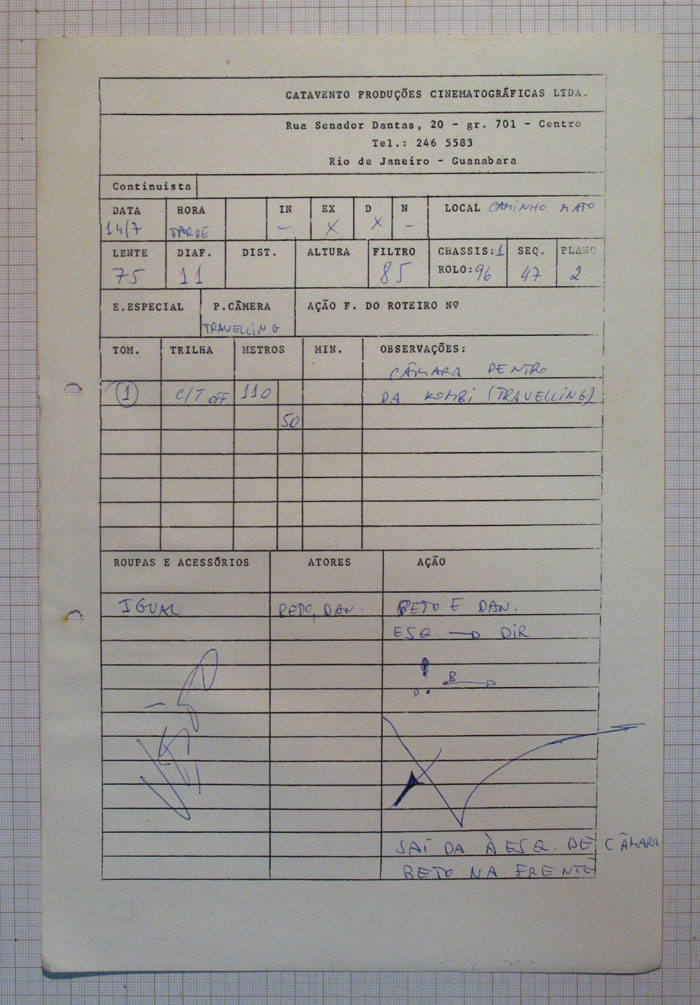 CATAVENTO PRODUÇÕES CINEMATOGRÁFICAS LTDA.
Rua Senador Dantas, 20 - gr. 701 - Centro
Tel.: 246 5583
Rio de Janeiro - Guanabara
Continuista
DATA HORA IN EX D N LOCAL CAMINHO MATO
14/7 TARDE - X X -
LENTE DIAF. DIST. ALTURA FILTRO CHASSIS: 1 SEQ. PLANO
75 11 85 ROLO: 96 47 2
E.ESPECIAL P.CÂMERA AÇÃO F. DO ROTEIRO Nº
TRAVELLING
TOM. TRILHA METROS MIN. OBSERVAÇÕES:
CÂMARA DENTRO
1 C/T OFF 110 DA KOMBI (TRAVELLING)
50
ROUPAS E ACESSÓRIOS ATORES AÇÃO
IGUAL BETO, DAN. BETO E DAN.
ESQ. → DIR
B
SAÍDA À ESQ. DE CÂMARA
BETO NA FRENTE